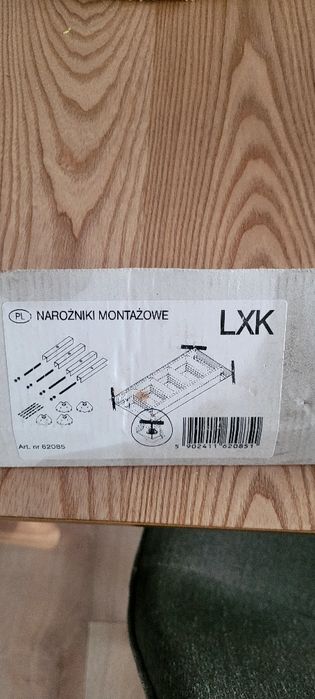 PL NAROŻNIKI MONTAŻOWE LXK
Art. nr 62085
5 902411 620851